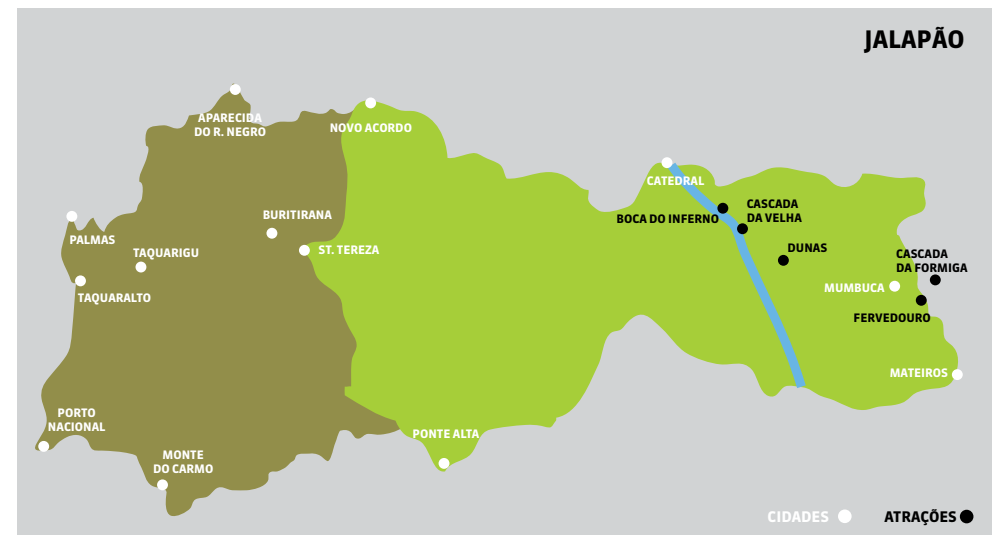 JALAPÃO
APARECIDA
DO R. NEGRO
NOVO ACORDO
CATEDRAL
BOCA DO INFERNO
CASCADA
DA VELHA
BURITIRANA
PALMAS
TAQUARIGU
ST. TEREZA
DUNAS
CASCADA
DA FORMIGA
MUMBUCA
TAQUARALTO
FERVEDOURO
MATEIROS
PORTO
NACIONAL
PONTE ALTA
MONTE
DO CARMO
CIDADES
ATRAÇÕES